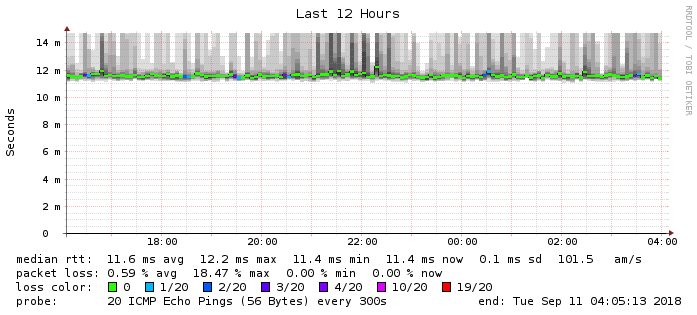 Last 12 Hours
RRDTOOL / TOBI OETIKER
Seconds
14 m
12 m
10 m
8 m
6 m
4 m
2 m
0
18:00 20:00 22:00 00:00 02:00 04:00
median rtt: 11.6 ms avg 12.2 ms max 11.4 ms min 11.4 ms now 0.1 ms sd 101.5 am/s
packet loss: 0.59 % avg 18.47 % max 0.00 % min 0.00 % now
loss color: 0 1/20 2/20 3/20 4/20 10/20 19/20
probe: 20 ICMP Echo Pings (56 Bytes) every 300s end: Tue Sep 11 04:05:13 2018